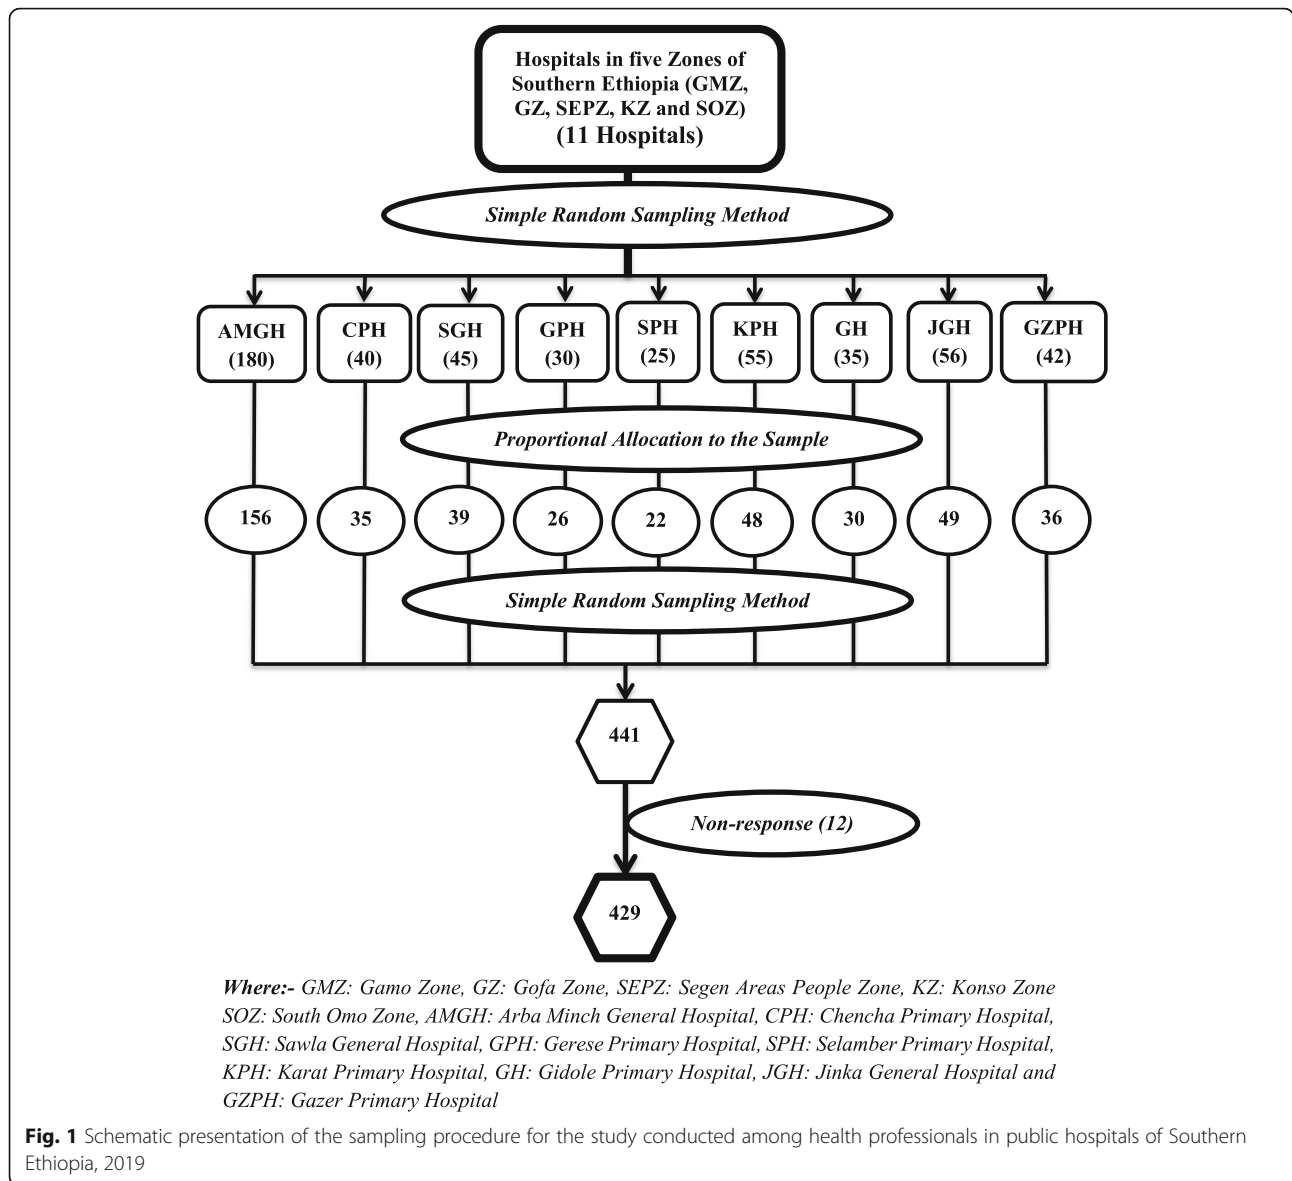 Hospitals in five Zones of
Southern Ethiopia (GMZ,
GZ, SEPZ, KZ and SOZ)
(11 Hospitals)
Simple Random Sampling Method
AMGH
(180)
CPH
(40)
SGH
(45)
GPH
(30)
SPH
(25)
KPH
(55)
GH
(35)
JGH
(56)
GZPH
(42)
Proportional Allocation to the Sample
156
35
39
26
22
48
30
49
36
Simple Random Sampling Method
441
Non-response (12)
429
Where:- GMZ: Gamo Zone, GZ: Gofa Zone, SEPZ: Segen Areas People Zone, KZ: Konso Zone
SOZ: South Omo Zone, AMGH: Arba Minch General Hospital, CPH: Chencha Primary Hospital,
SGH: Sawla General Hospital, GPH: Gerese Primary Hospital, SPH: Selamber Primary Hospital,
KPH: Karat Primary Hospital, GH: Gidole Primary Hospital, JGH: Jinka General Hospital and
GZPH: Gazer Primary Hospital
Fig. 1 Schematic presentation of the sampling procedure for the study conducted among health professionals in public hospitals of Southern
Ethiopia, 2019